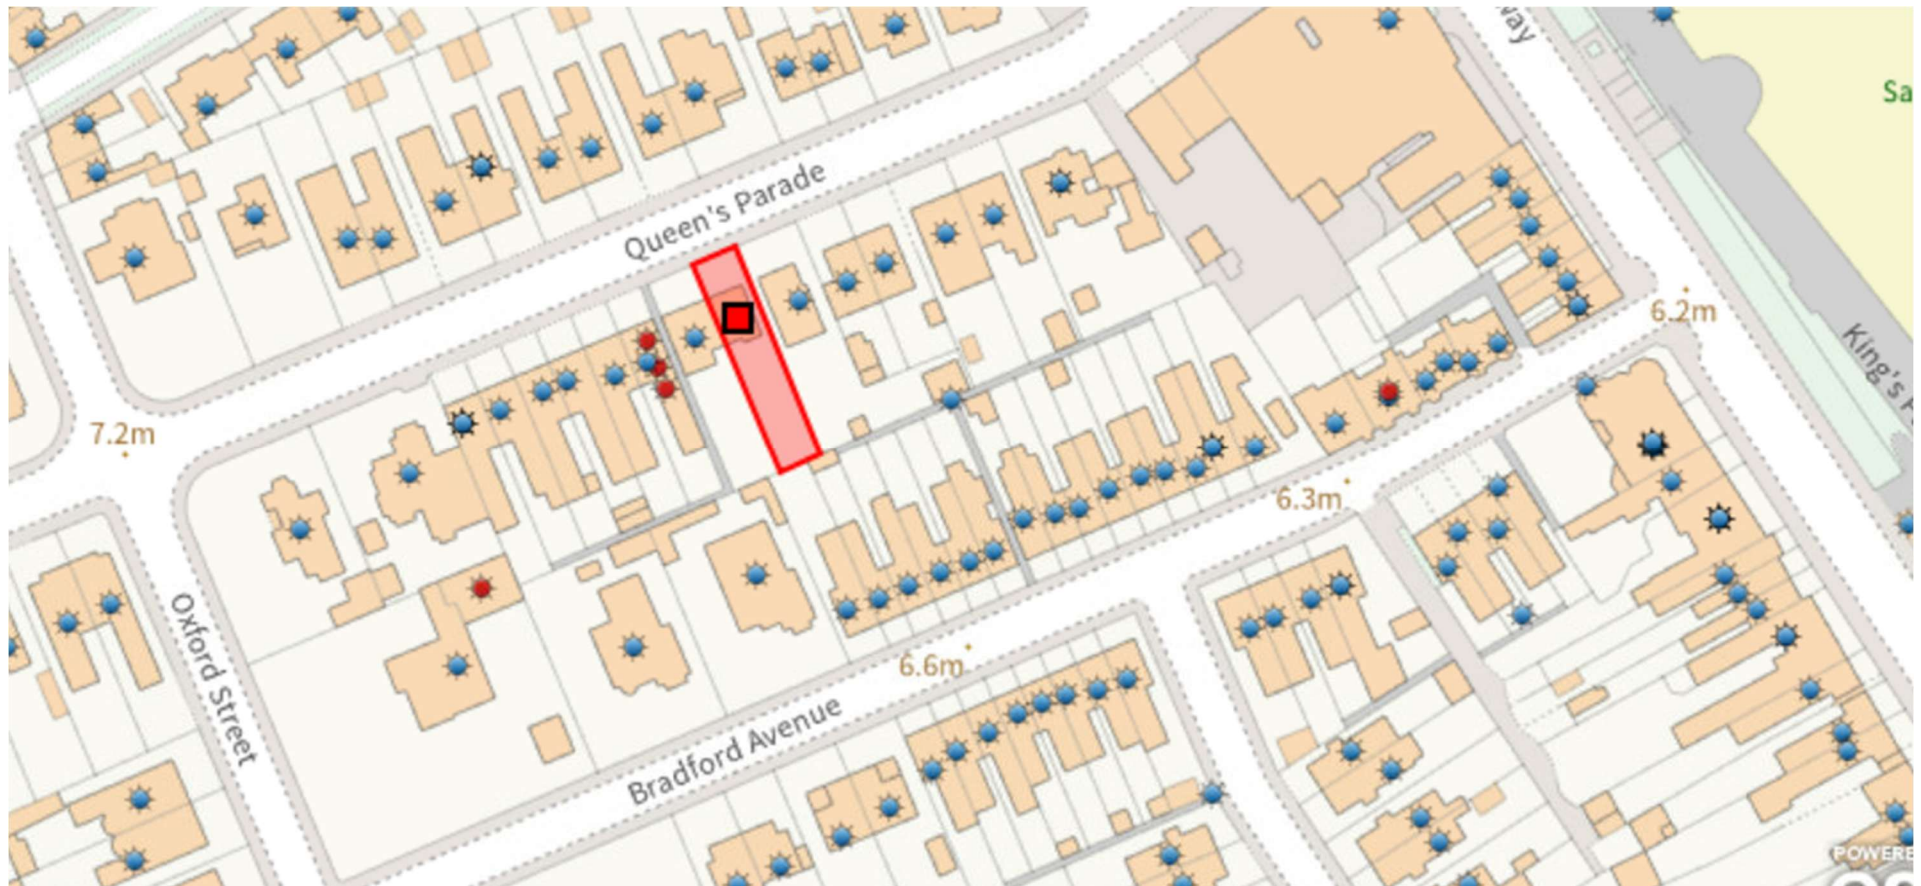 way
Sa
Queen's Parade
6.2m
King's
7.2m
6.3m
Oxford Street
6.6m
Bradford Avenue
POWERE